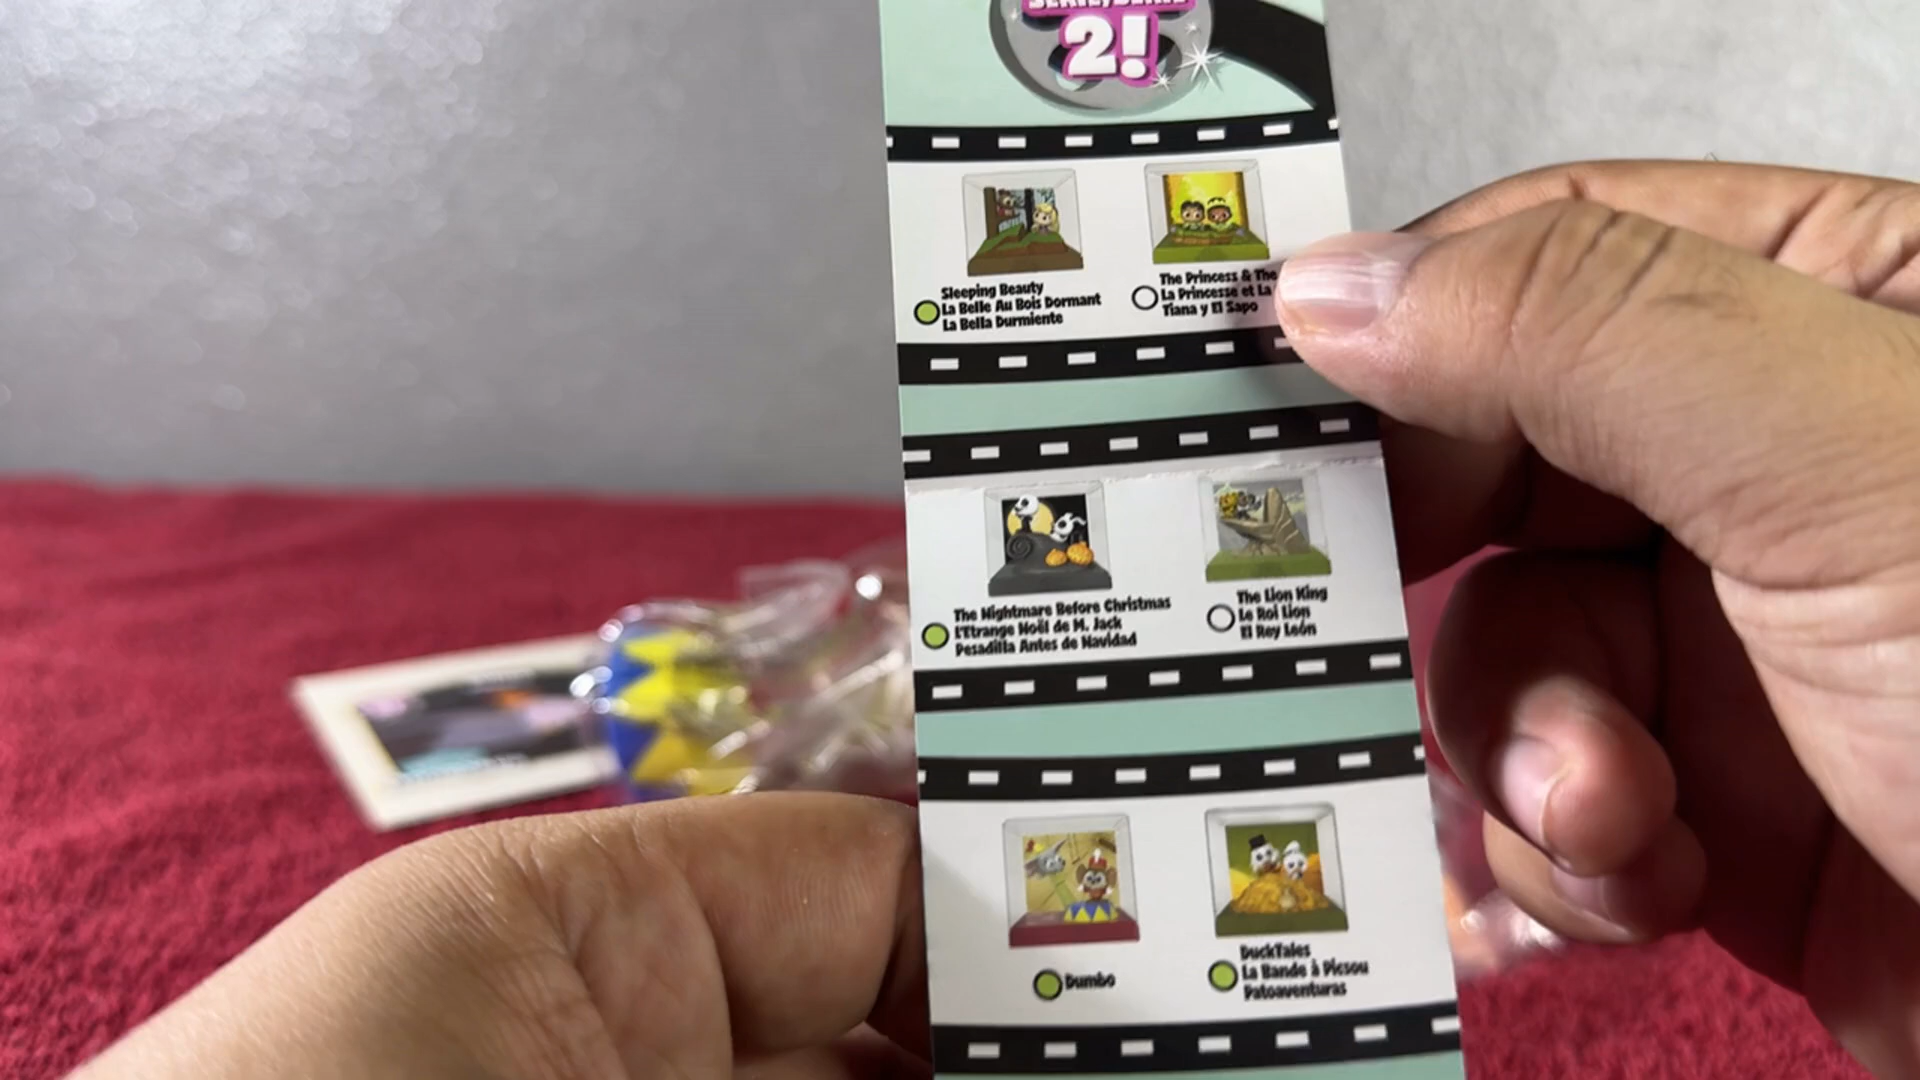 2!
Sleeping Beauty
La Belle Au Bois Dormant
La Bella Durmiente
The Princess & The
La Princesse et La
Tiana y El Sapo
The Nightmare Before Christmas
L'Etrange Noël de M. Jack
Pesadilla Antes de Navidad
The Lion King
Le Roi Lion
El Rey León
Dumbo
DuckTales
La Bande à Picsou
Patoaventuras